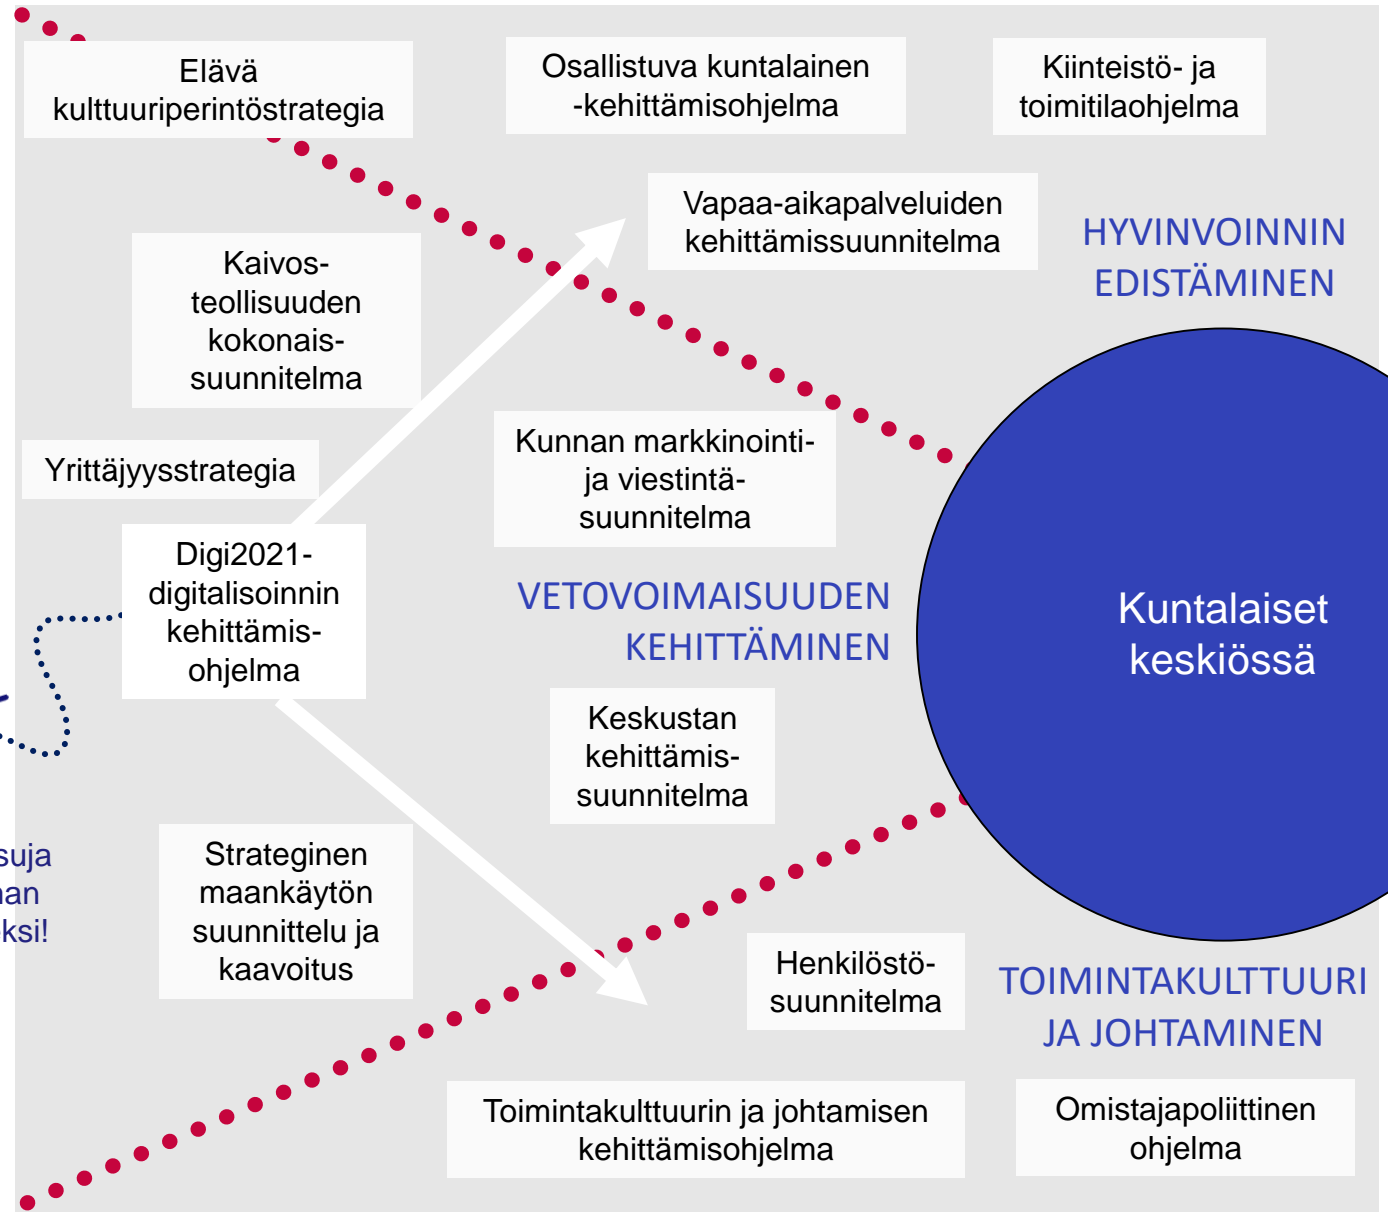 Elävä
kulttuuriperintöstrategia
Osallistuva kuntalainen
-kehittämisohjelma
Kiinteistö- ja
toimitilaohjelma
Vapaa-aikapalveluiden
kehittämissuunnitelma
HYVINVOINNIN
EDISTÄMINEN
Kaivos-
teollisuuden
kokonais-
suunnitelma
Kunnan markkinointi-
ja viestintä-
suunnitelma
Yrittäjyysstrategia
Digi2021-
digitalisoinnin
kehittämis-
ohjelma
VETOVOIMAISUUDEN
KEHITTÄMINEN
Kuntalaiset
keskiössä
Keskustan
kehittämis-
suunnitelma
Strateginen
maankäytön
suunnittelu ja
kaavoitus
Henkilöstö-
suunnitelma
TOIMINTAKULTTUURI
JA JOHTAMINEN
Toimintakulttuurin ja johtamisen
kehittämisohjelma
Omistajapoliittinen
ohjelma